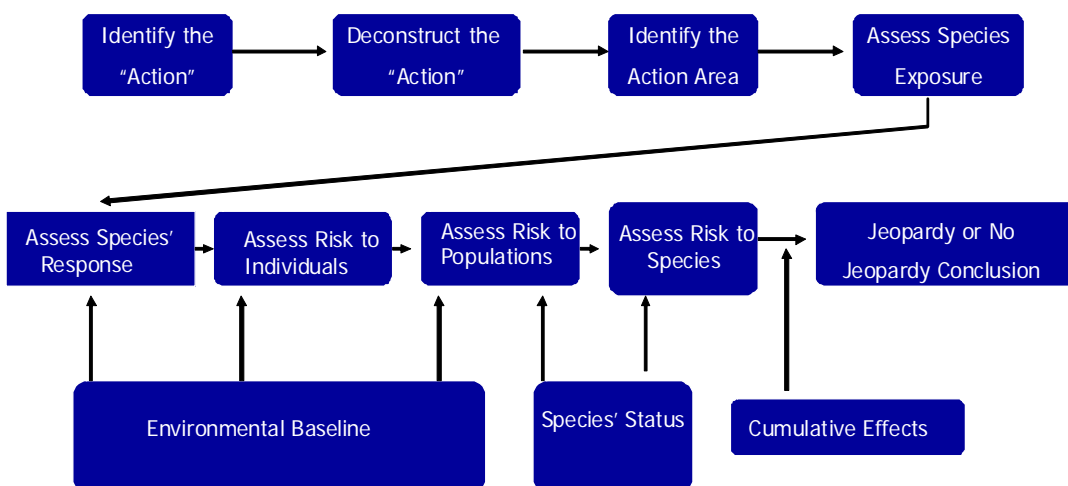 Identify the
“Action”
Deconstruct the
“Action”
Identify the
Action Area
Assess Species
Exposure
Assess Species’
Response
Assess Risk to
Individuals
Assess Risk to
Populations
Assess Risk to
Species
Jeopardy or No
Jeopardy Conclusion
Environmental Baseline
Species’ Status
Cumulative Effects